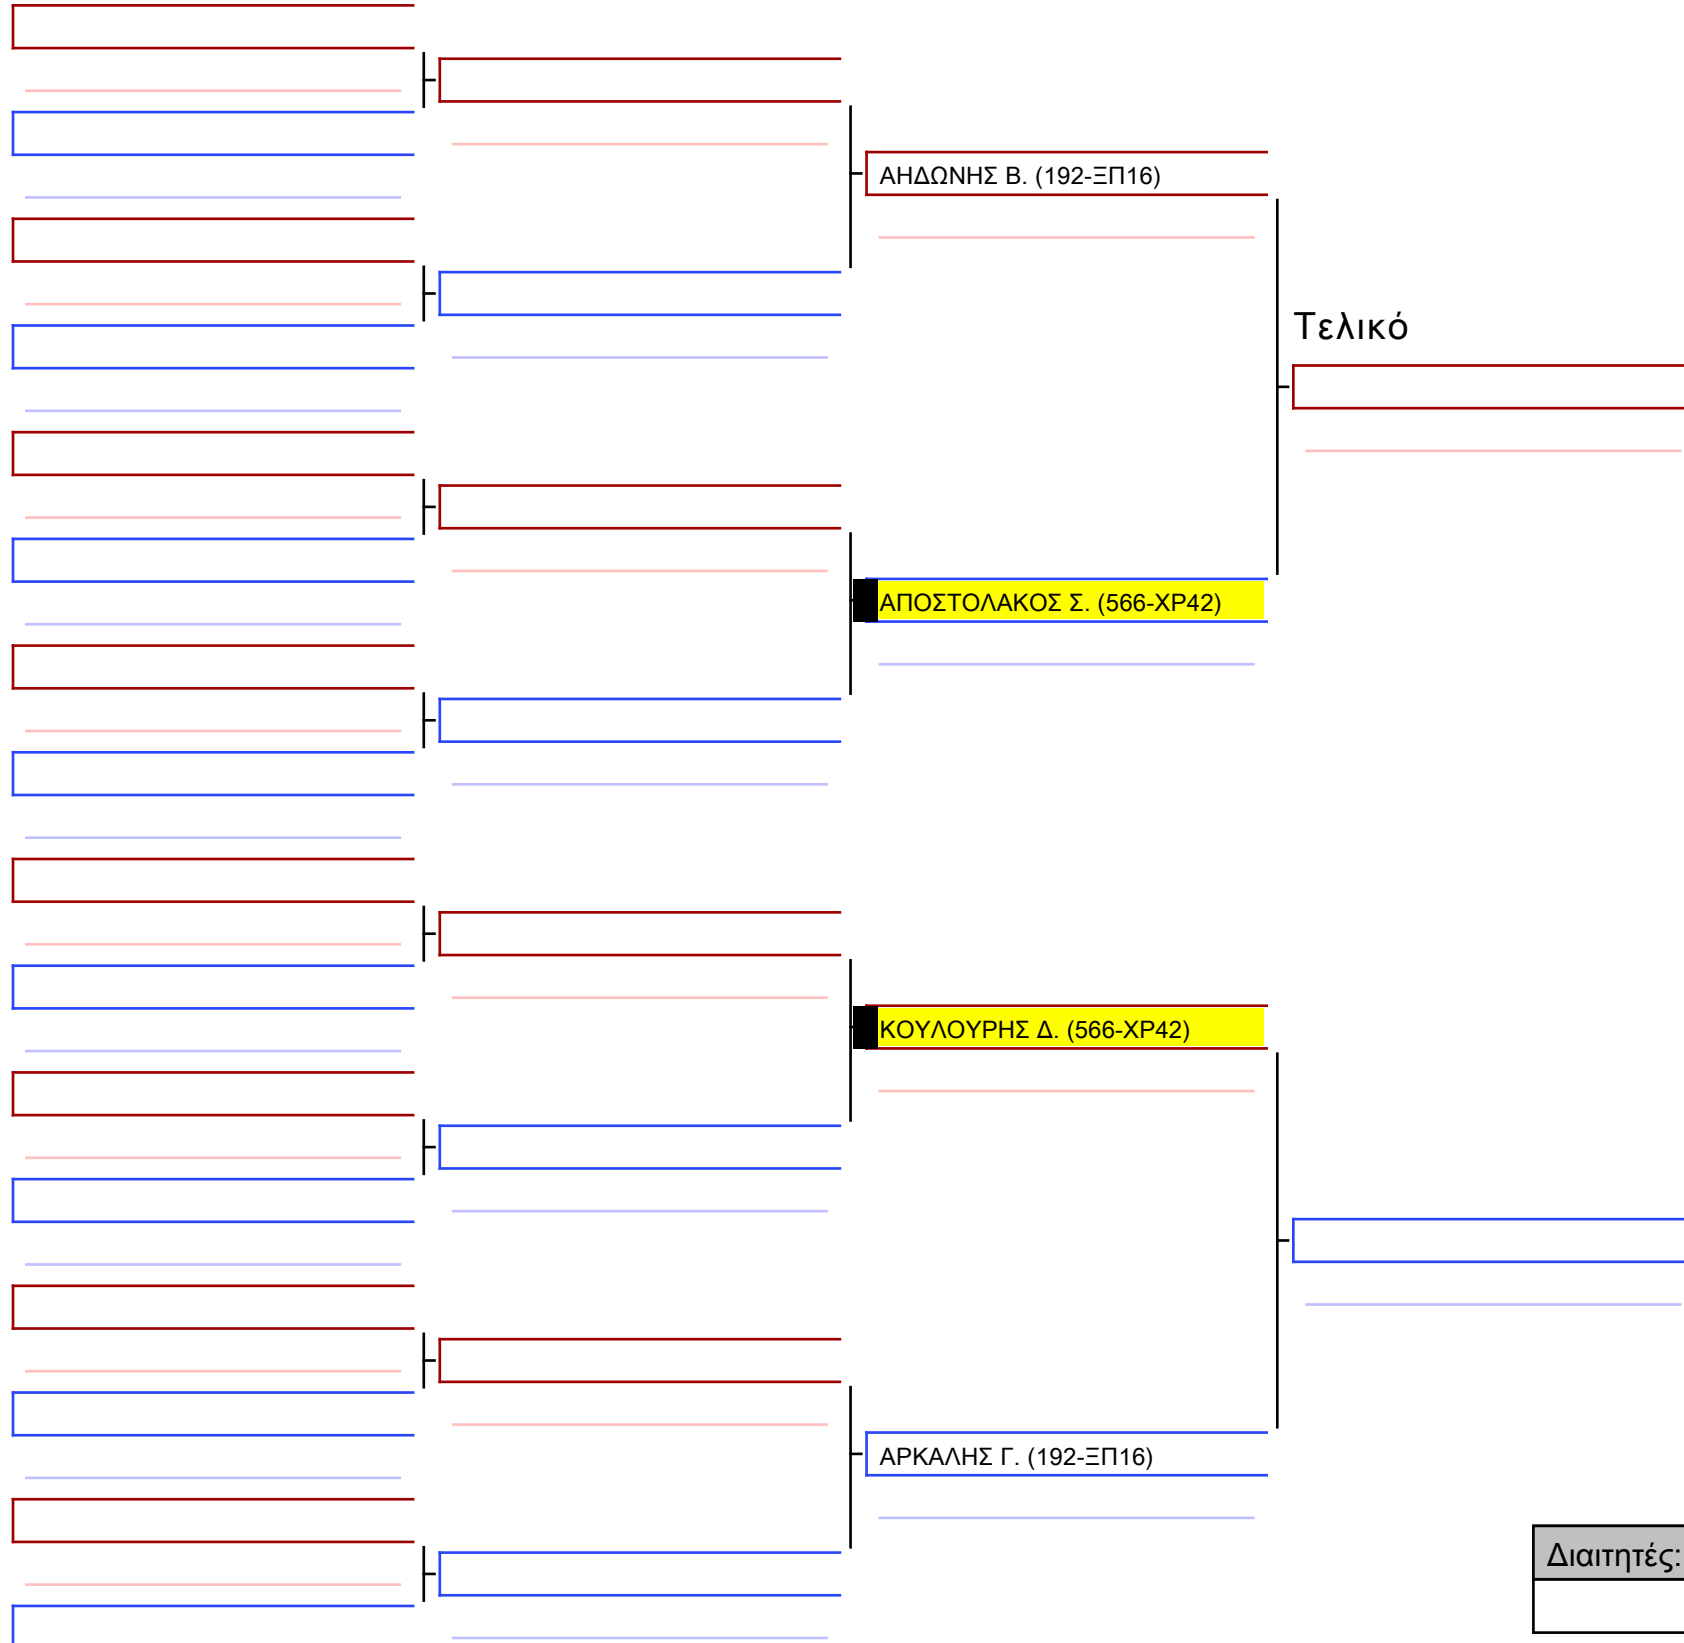 ΑΗΔΩΝΗΣ Β. (192-ΞΠ16)
Τελικό
ΑΠΟΣΤΟΛΑΚΟΣ Σ. (566-ΧΡ42)
ΚΟΥΛΟΥΡΗΣ Δ. (566-ΧΡ42)
ΑΡΚΑΛΗΣ Γ. (192-ΞΠ16)
Διαιτητές: